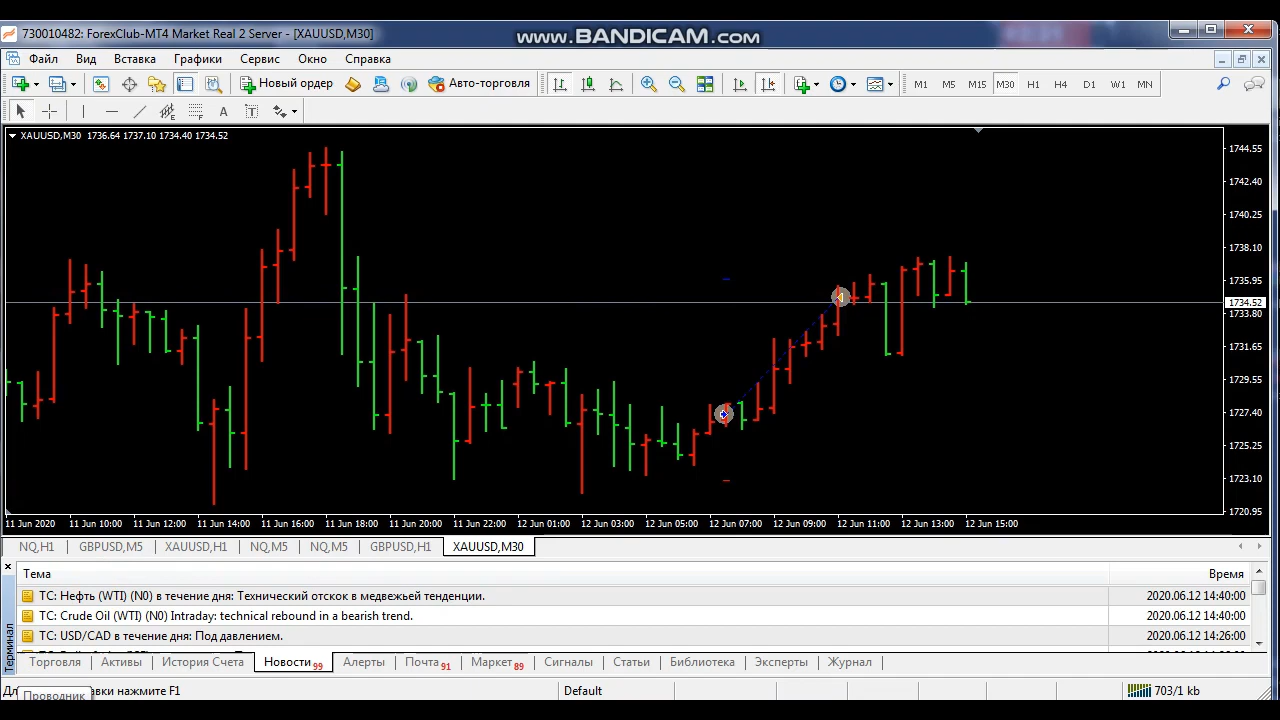 730010482: ForexClub-MT4 Market Real 2 Server - [XAUUSD,M30]
www.BANDICAM.com
Файл Вид Вставка Графики Сервис Окно Справка
Новый ордер Авто-торговля M1 M5 M15 M30 H1 H4 D1 W1 MN
A T
XAUUSD,M30 1736.64 1737.10 1734.40 1734.52
1744.55
1742.40
1740.25
1738.10
1735.95
1734.52
1733.80
1731.65
1729.55
1727.40
1725.25
1723.10
1720.95
11 Jun 2020 11 Jun 10:00 11 Jun 12:00 11 Jun 14:00 11 Jun 16:00 11 Jun 18:00 11 Jun 20:00 11 Jun 22:00 12 Jun 01:00 12 Jun 03:00 12 Jun 05:00 12 Jun 07:00 12 Jun 09:00 12 Jun 11:00 12 Jun 13:00 12 Jun 15:00
NQ,H1 GBPUSD,M5 XAUUSD,H1 NQ,M5 NQ,M5 GBPUSD,H1 XAUUSD,M30
Тема Время
TC: Нефть (WTI) (N0) в течение дня: Технический отскок в медвежьей тенденции. 2020.06.12 14:40:00
TC: Crude Oil (WTI) (N0) Intraday: technical rebound in a bearish trend. 2020.06.12 14:40:00
TC: USD/CAD в течение дня: Под давлением. 2020.06.12 14:26:00
Терминал
Торговля Активы История Счета Новости 99 Алерты Почта 91 Маркет 89 Сигналы Статьи Библиотека Эксперты Журнал
нажмите F1 Default 703/1 kb
Проводник